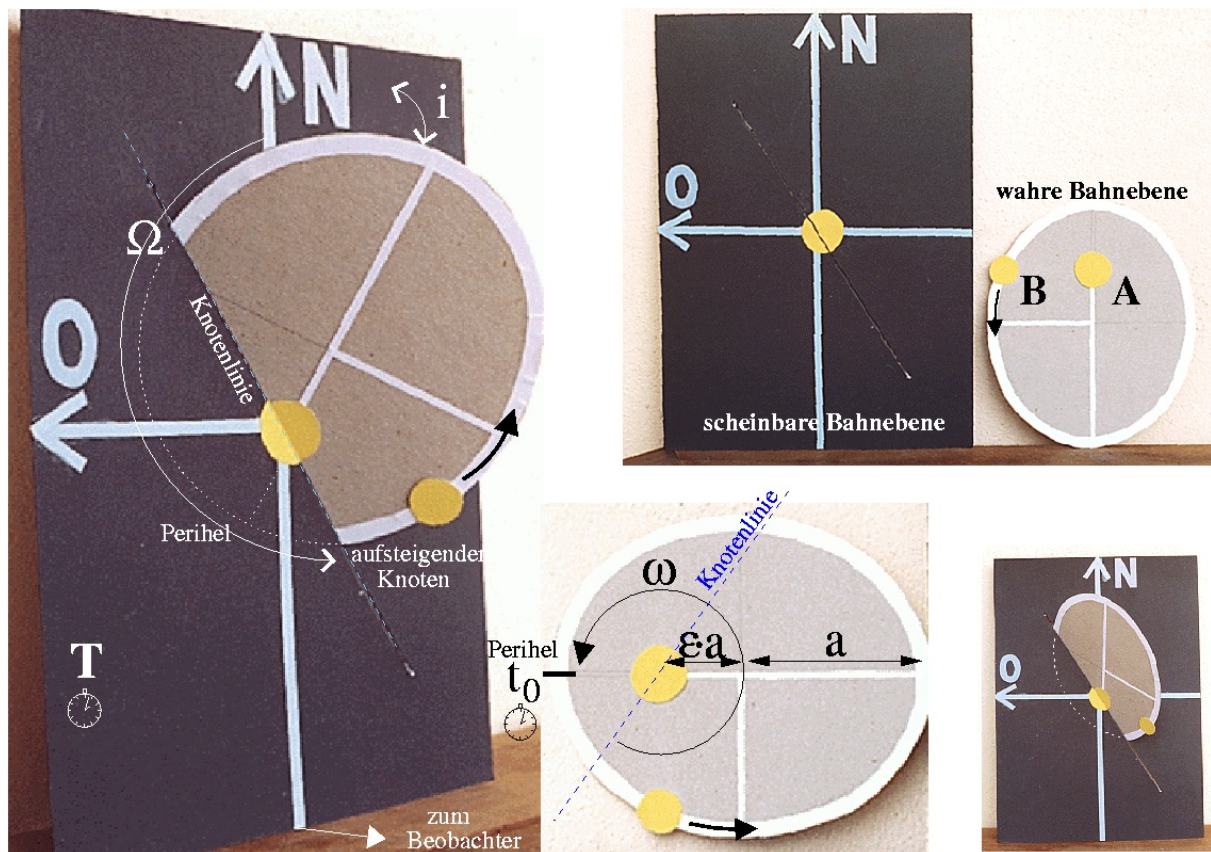 N
i
Ω
O
Knotenlinie
Perihel
aufsteigender
Knoten
T
zum
Beobachter
N
O
wahre Bahnebene
B
A
scheinbare Bahnebene
ω
Knotenlinie
Perihel
t₀
ε·a
a
N
O